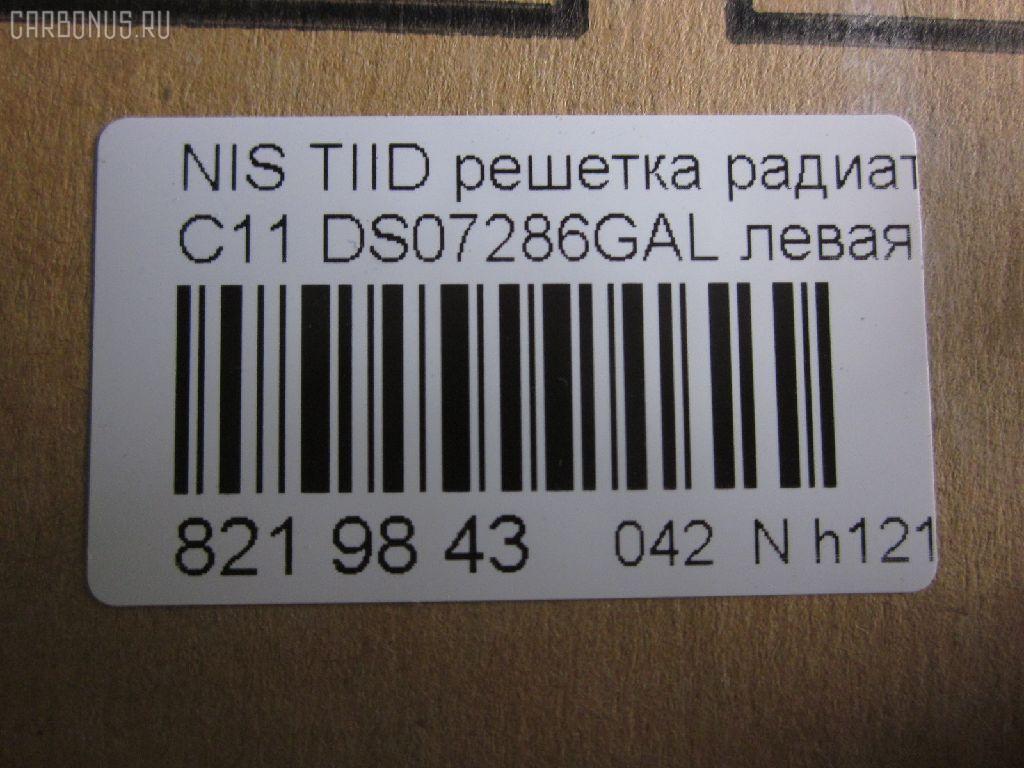 CARBONUS.RU
NIS TIID решетка радиат
C11 DS07286GAL левая
821 98 43 042 N h121